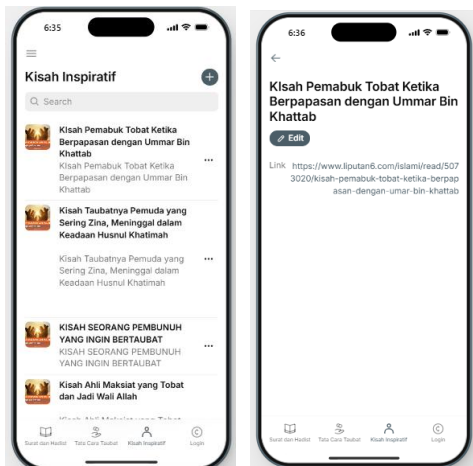 6:35
Kisah Inspiratif
Search
KIsah Pemabuk Tobat Ketika
Berpapasan dengan Ummar Bin
Khattab
KIsah Pemabuk Tobat Ketika
Berpapasan dengan Ummar Bin
Khattab
Kisah Taubatnya Pemuda yang
Sering Zina, Meninggal dalam
Keadaan Husnul Khatimah
Kisah Taubatnya Pemuda yang
Sering Zina, Meninggal dalam
Keadaan Husnul Khatimah
KISAH SEORANG PEMBUNUH
YANG INGIN BERTAUBAT
KISAH SEORANG PEMBUNUH
YANG INGIN BERTAUBAT
Kisah Ahli Maksiat yang Tobat
dan Jadi Wali Allah
Kisah Ahli Maksiat yang Tobat
Surat dan Hadist Tata Cara Taubat Kisah Inspiratif Login
6:36
KIsah Pemabuk Tobat Ketika
Berpapasan dengan Ummar Bin
Khattab
Edit
Link https://www.liputan6.com/islami/read/507
3020/kisah-pemabuk-tobat-ketika-berpap
asan-dengan-umar-bin-khattab
Surat dan Hadist Tata Cara Taubat Kisah Inspiratif Login